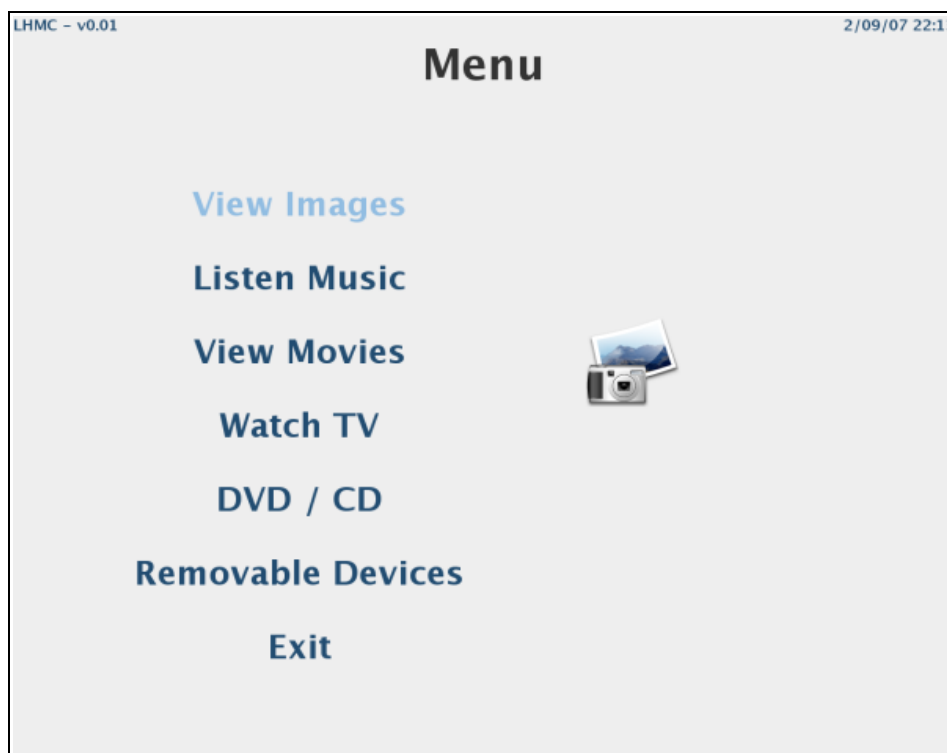 LHMC – v0.01
2/09/07 22:1
Menu
View Images
Listen Music
View Movies
Watch TV
DVD / CD
Removable Devices
Exit